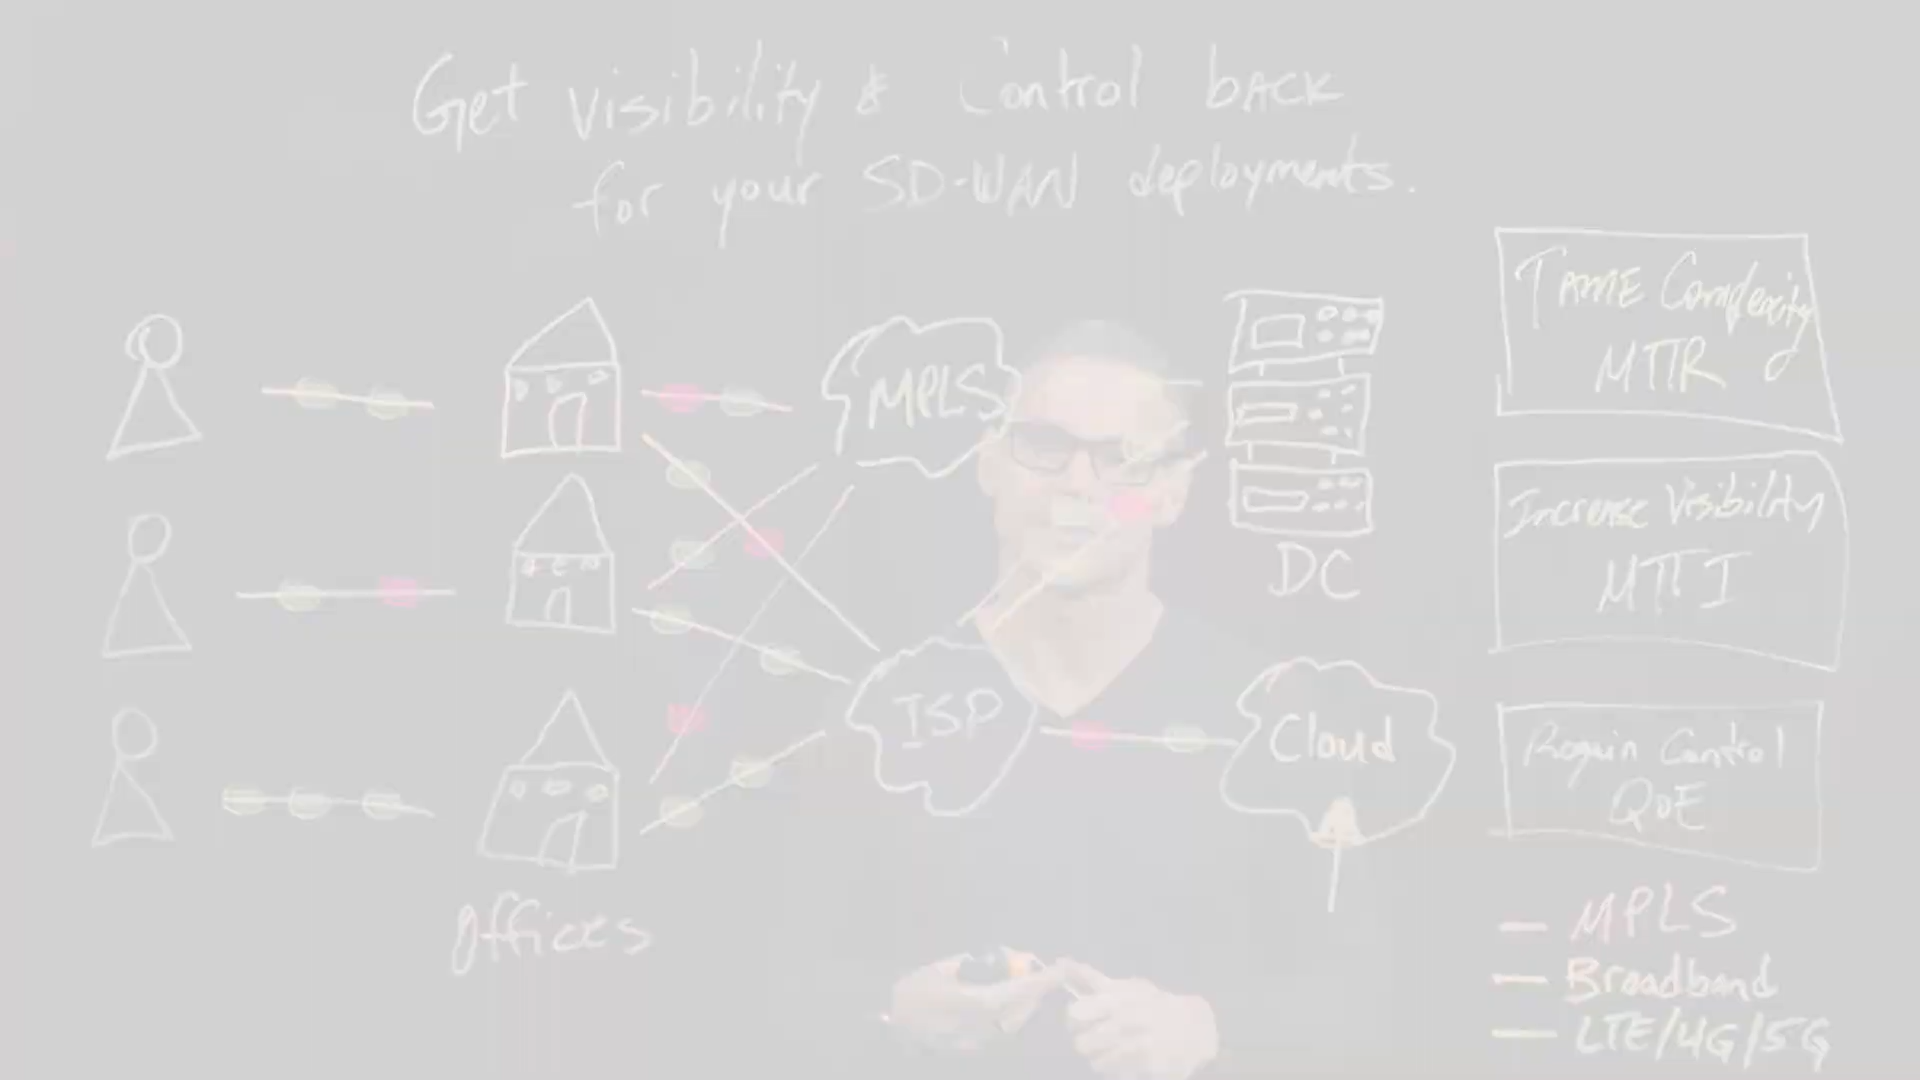 Get visibility & Control bACK
for your SD-WAN deployments.
TAME Complexity
MTTR
MPLS
Increase Visibility
MTTI
DC
ISP
Cloud
Regain Control
QoE
offices
MPLS
Broadband
LTE/4G/5G